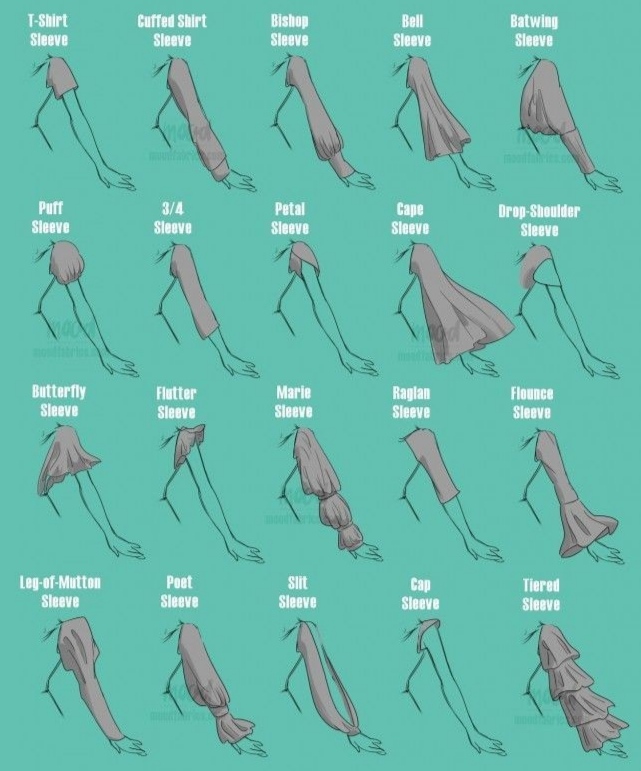 T-Shirt
Sleeve
Cuffed Shirt
Sleeve
Bishop
Sleeve
Bell
Sleeve
Batwing
Sleeve
Puff
Sleeve
3/4
Sleeve
Petal
Sleeve
Cape
Sleeve
Drop-Shoulder
Sleeve
Butterfly
Sleeve
Flutter
Sleeve
Marie
Sleeve
Raglan
Sleeve
Flounce
Sleeve
Leg-of-Mutton
Sleeve
Poet
Sleeve
Slit
Sleeve
Cap
Sleeve
Tiered
Sleeve